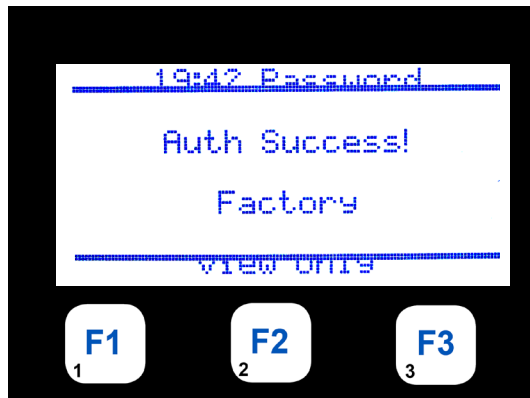 19:42 Password
Auth Success!
Factory
View Only
F1 F2 F3
1 2 3